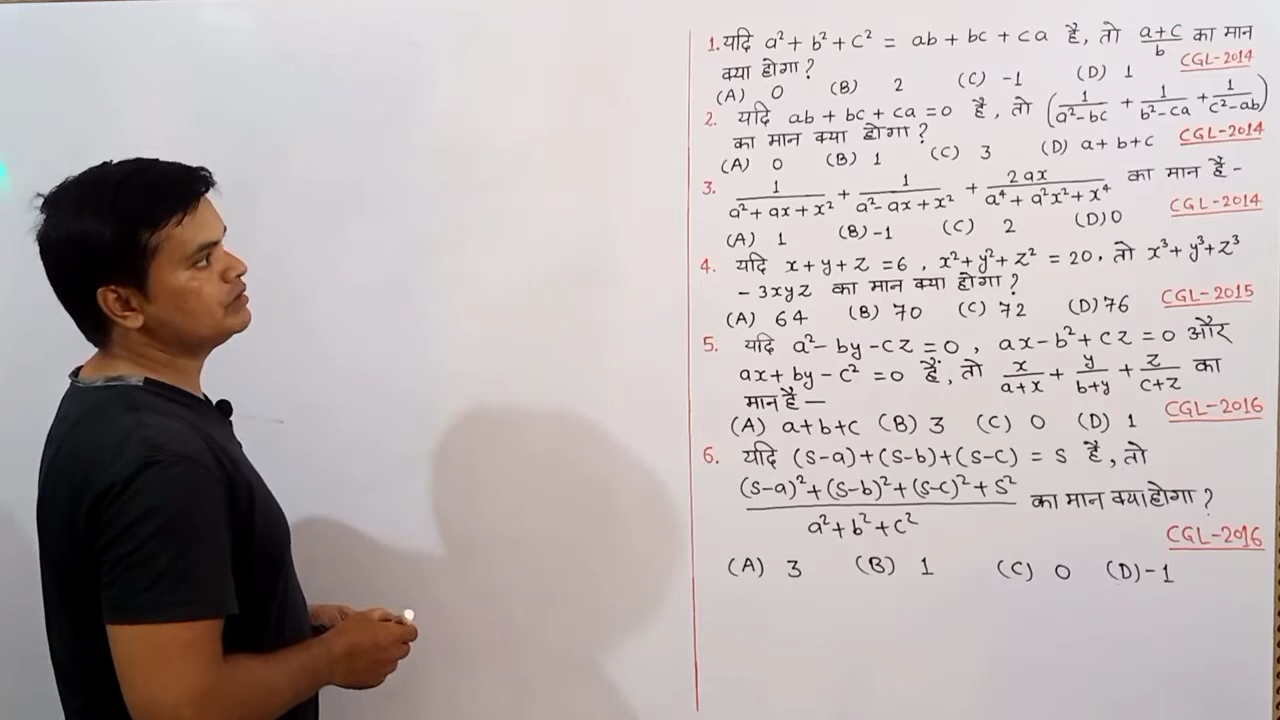 1. यदि a² + b² + c² = ab + bc + ca है, तो (a+c)/b का मान
क्या होगा? CGL-2014
(A) 0 (B) 2 (C) -1 (D) 1
2. यदि ab + bc + ca = 0 है, तो (1/(a²-bc) + 1/(b²-ca) + 1/(c²-ab))
का मान क्या होगा?
(A) 0 (B) 1 (C) 3 (D) a+b+c CGL-2014
3. 1/(a²+ax+x²) + 1/(a²-ax+x²) + 2ax/(a⁴+a²x²+x⁴) का मान है -
(A) 1 (B) -1 (C) 2 (D) 0 CGL-2014
4. यदि x+y+z = 6, x²+y²+z² = 20, तो x³+y³+z³
- 3xyz का मान क्या होगा?
(A) 64 (B) 70 (C) 72 (D) 76 CGL-2015
5. यदि a²- by - cz = 0, ax - b² + cz = 0 और
ax + by - c² = 0 हैं, तो x/(a+x) + y/(b+y) + z/(c+z) का
मान है —
(A) a+b+c (B) 3 (C) 0 (D) 1 CGL-2016
6. यदि (s-a)+(s-b)+(s-c) = s है, तो
((s-a)²+(s-b)²+(s-c)²+s²)/(a²+b²+c²) का मान क्या होगा?
CGL-2016
(A) 3 (B) 1 (C) 0 (D) -1